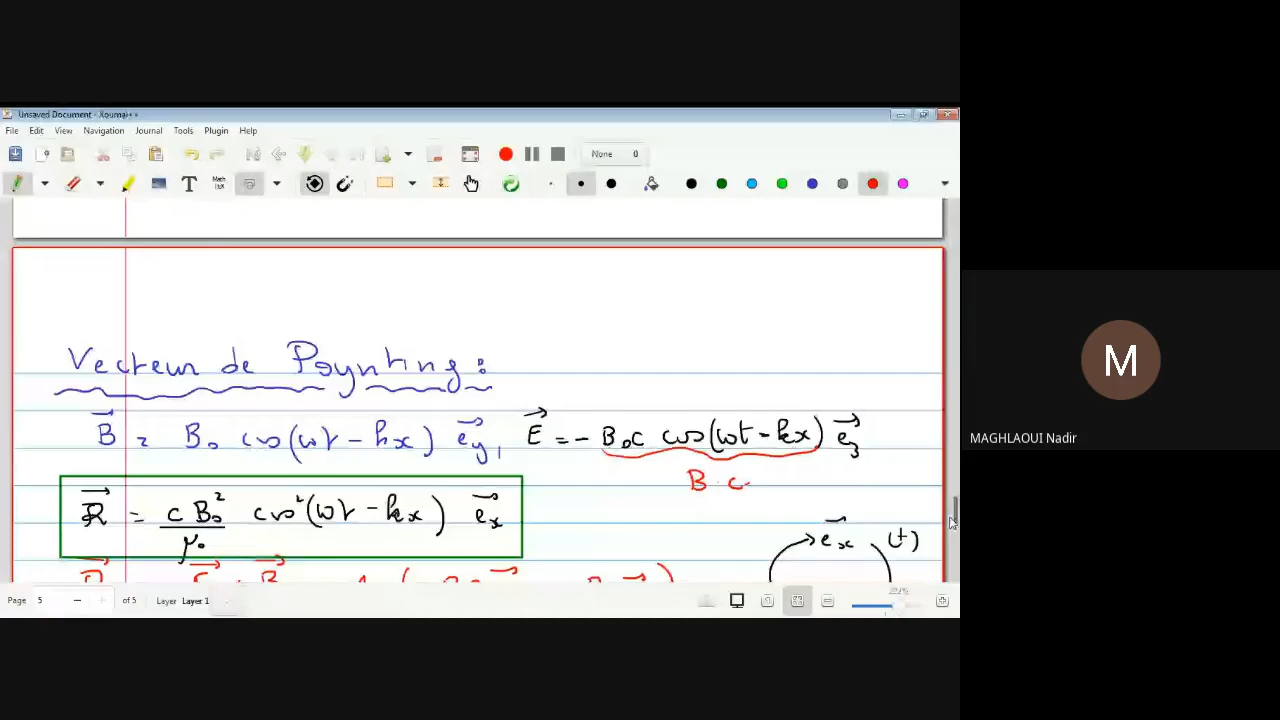 Unsaved Document - Xournal++
File Edit View Navigation Journal Tools Plugin Help
None 0
T Math LaTeX
Vecteur de Poynting :
B⃗ = B₀ cos(ωt - kx) e⃗y, E⃗ = - B₀c cos(ωt - kx) e⃗z
B . c
R⃗ = cB₀²/μ₀ cos²(ωt - kx) e⃗x
e⃗x (+)
MAGHLAOUI Nadir
M
Page 5 of 5 Layer Layer 1